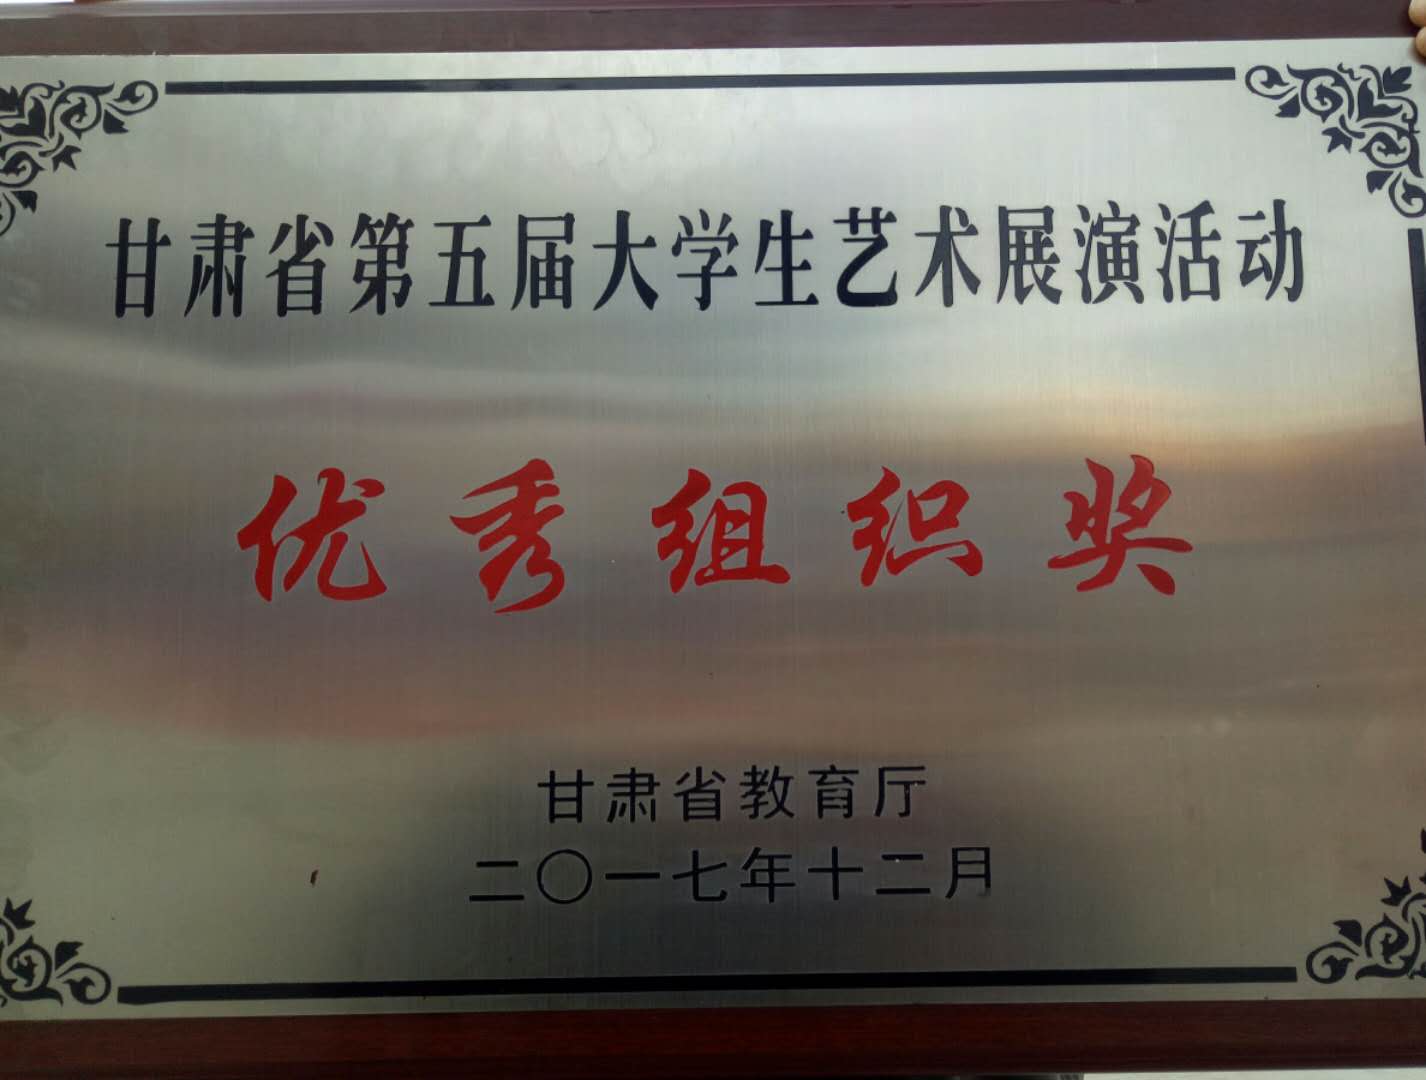 甘肃省第五届大学生艺术展演活动
优秀组织奖
甘肃省教育厅
二〇一七年十二月